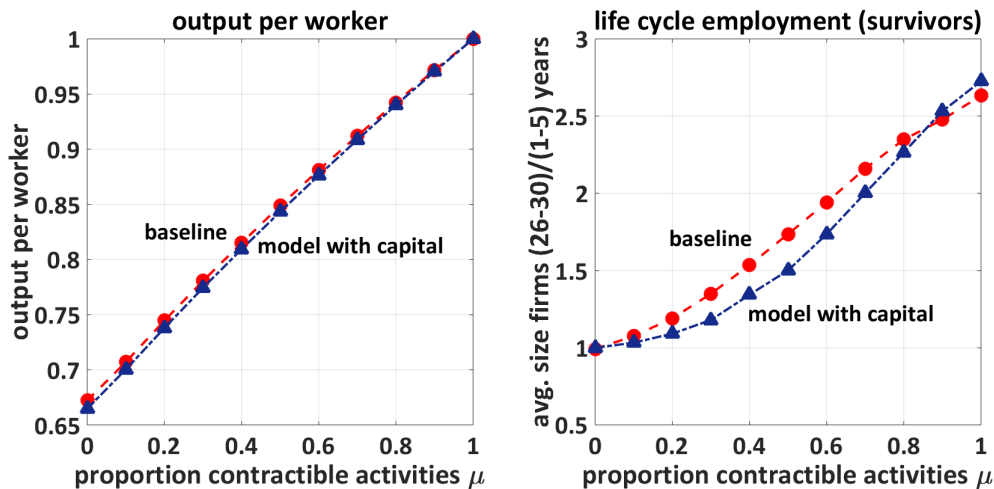 output per worker
output per worker
1
0.95
0.9
0.85
0.8
0.75
0.7
0.65
baseline
model with capital
0 0.2 0.4 0.6 0.8 1
proportion contractible activities μ
life cycle employment (survivors)
avg. size firms (26-30)/(1-5) years
3
2.5
2
1.5
1
0.5
baseline
model with capital
0 0.2 0.4 0.6 0.8 1
proportion contractible activities μ